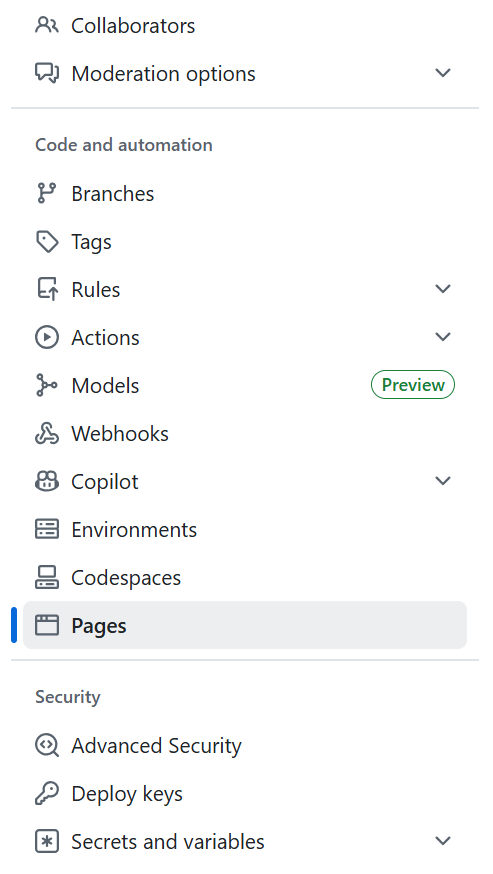 Collaborators
Moderation options
Code and automation
Branches
Tags
Rules
Actions
Models Preview
Webhooks
Copilot
Environments
Codespaces
Pages
Security
Advanced Security
Deploy keys
Secrets and variables